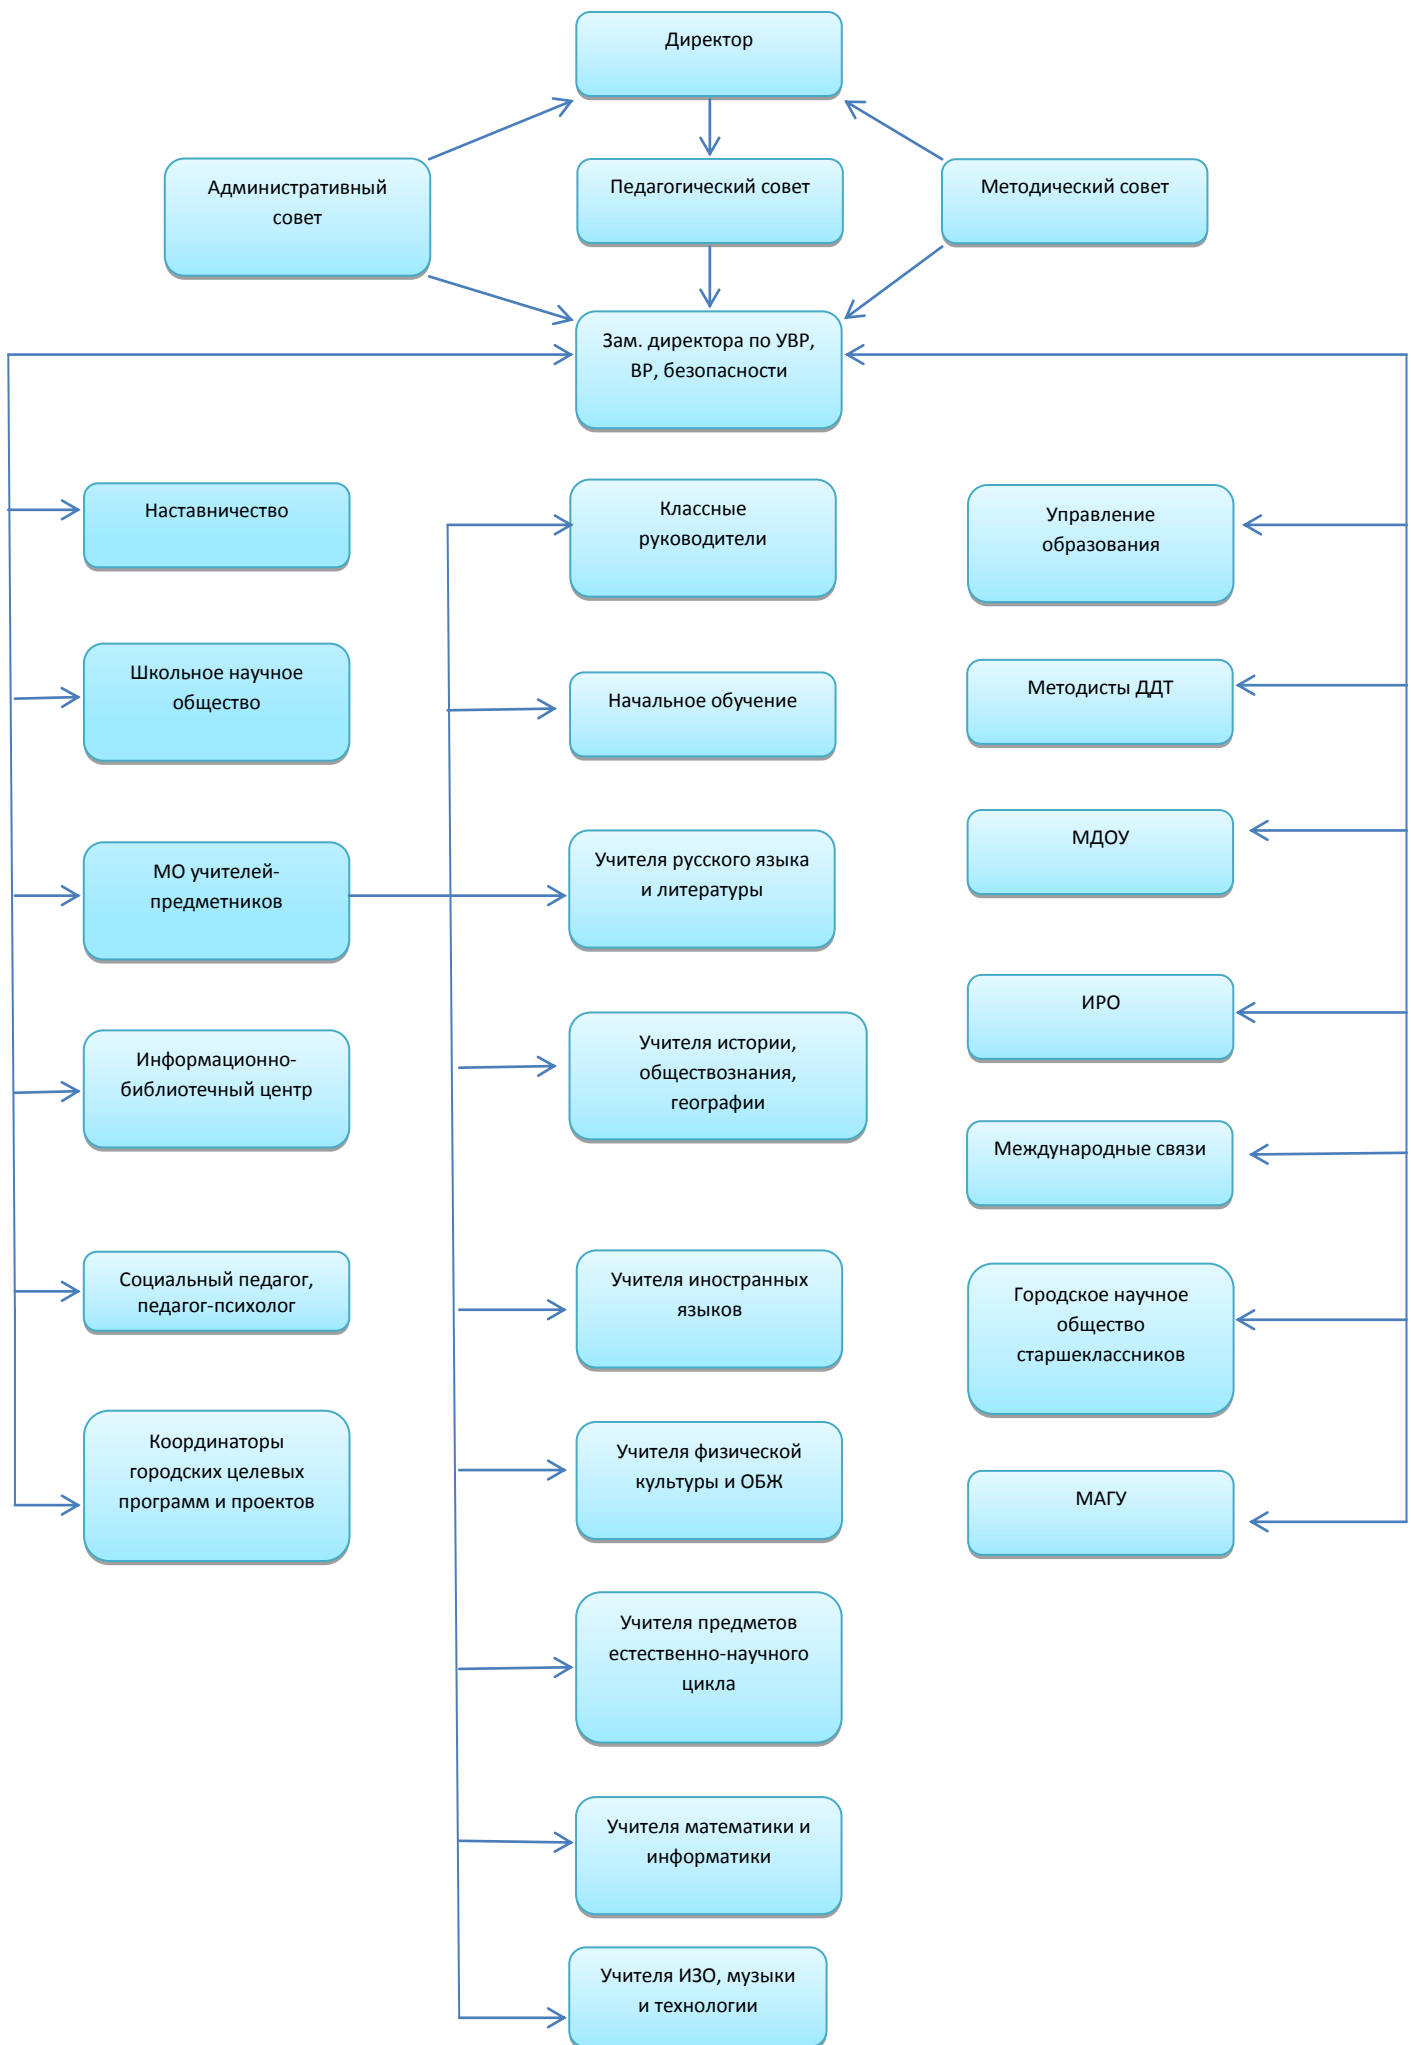 Директор
Административный
совет
Педагогический совет
Методический совет
Зам. директора по УВР,
ВР, безопасности
Наставничество
Школьное научное
общество
МО учителей-
предметников
Информационно-
библиотечный центр
Социальный педагог,
педагог-психолог
Координаторы
городских целевых
программ и проектов
Классные
руководители
Начальное обучение
Учителя русского языка
и литературы
Учителя истории,
обществознания,
географии
Учителя иностранных
языков
Учителя физической
культуры и ОБЖ
Учителя предметов
естественно-научного
цикла
Учителя математики и
информатики
Учителя ИЗО, музыки
и технологии
Управление
образования
Методисты ДДТ
МДОУ
ИРО
Международные связи
Городское научное
общество
старшеклассников
МАГУ